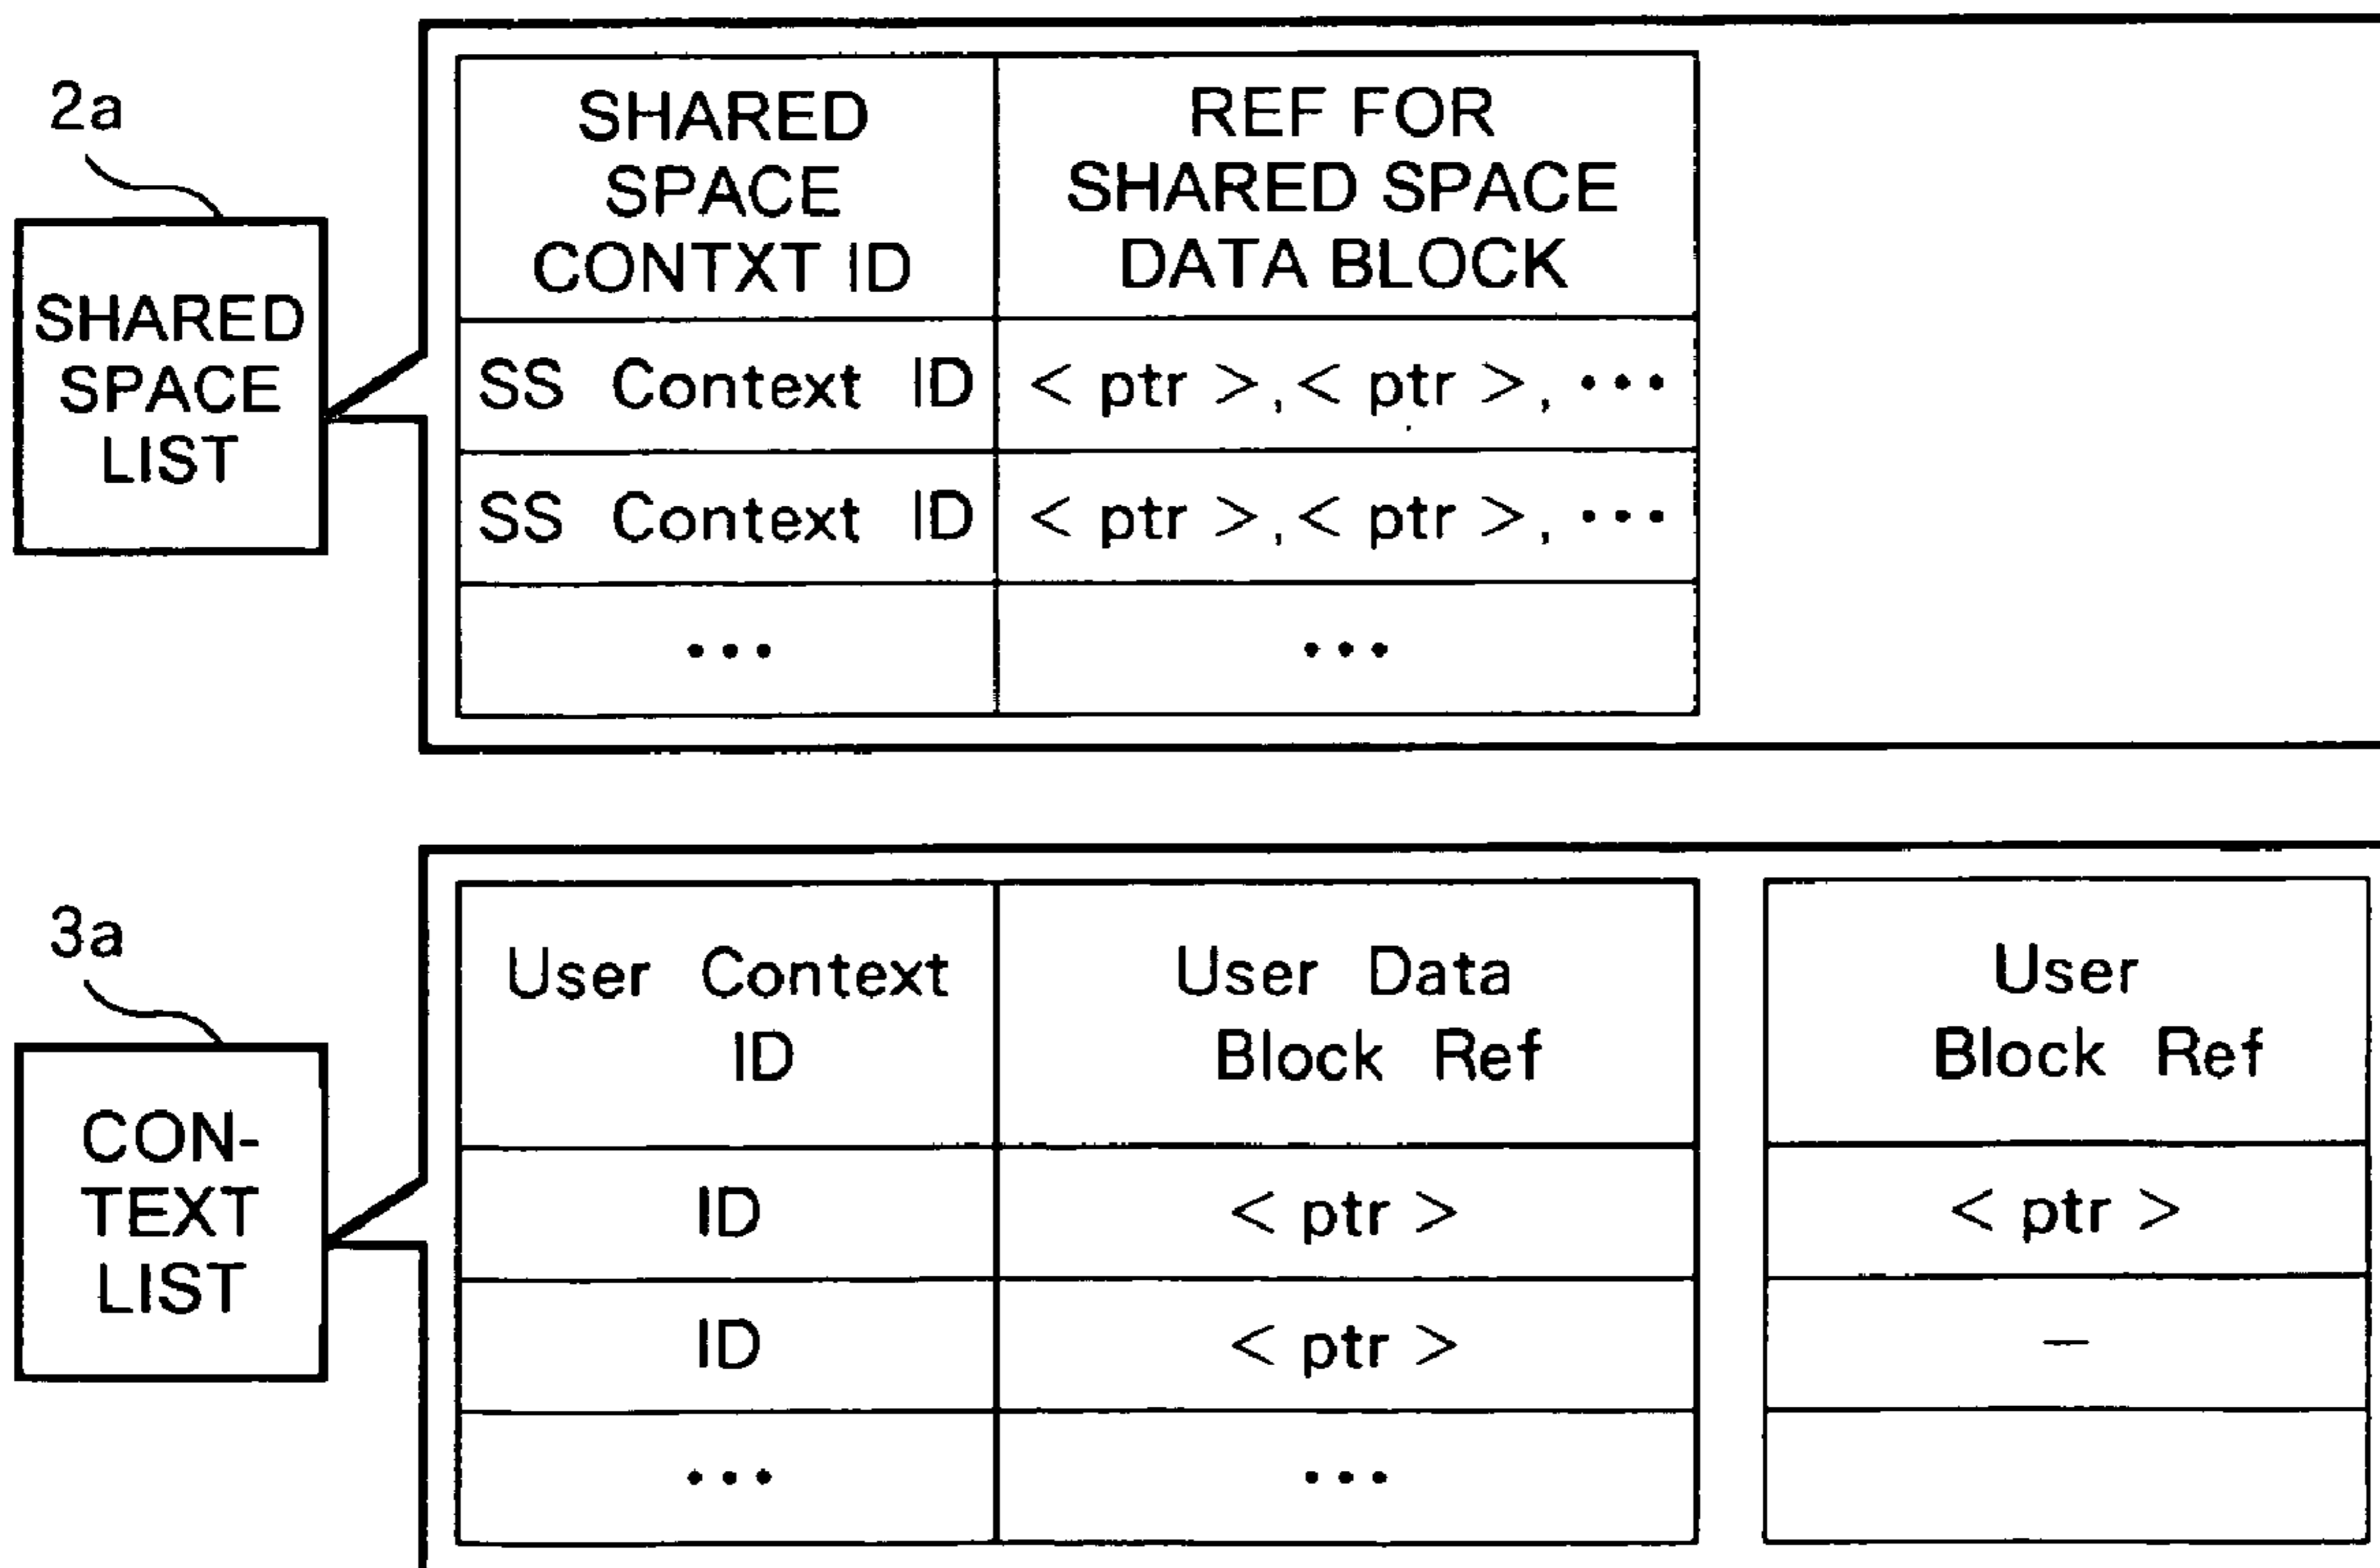 2a
SHARED
SPACE
LIST
SHARED
SPACE
CONTXT ID
REF FOR
SHARED SPACE
DATA BLOCK
SS Context ID
< ptr >,< ptr >, •••
SS Context ID
< ptr >,< ptr >, •••
•••
•••
3a
CON-
TEXT
LIST
User Context
ID
User Data
Block Ref
User
Block Ref
ID
< ptr >
< ptr >
ID
< ptr >
–
•••
•••